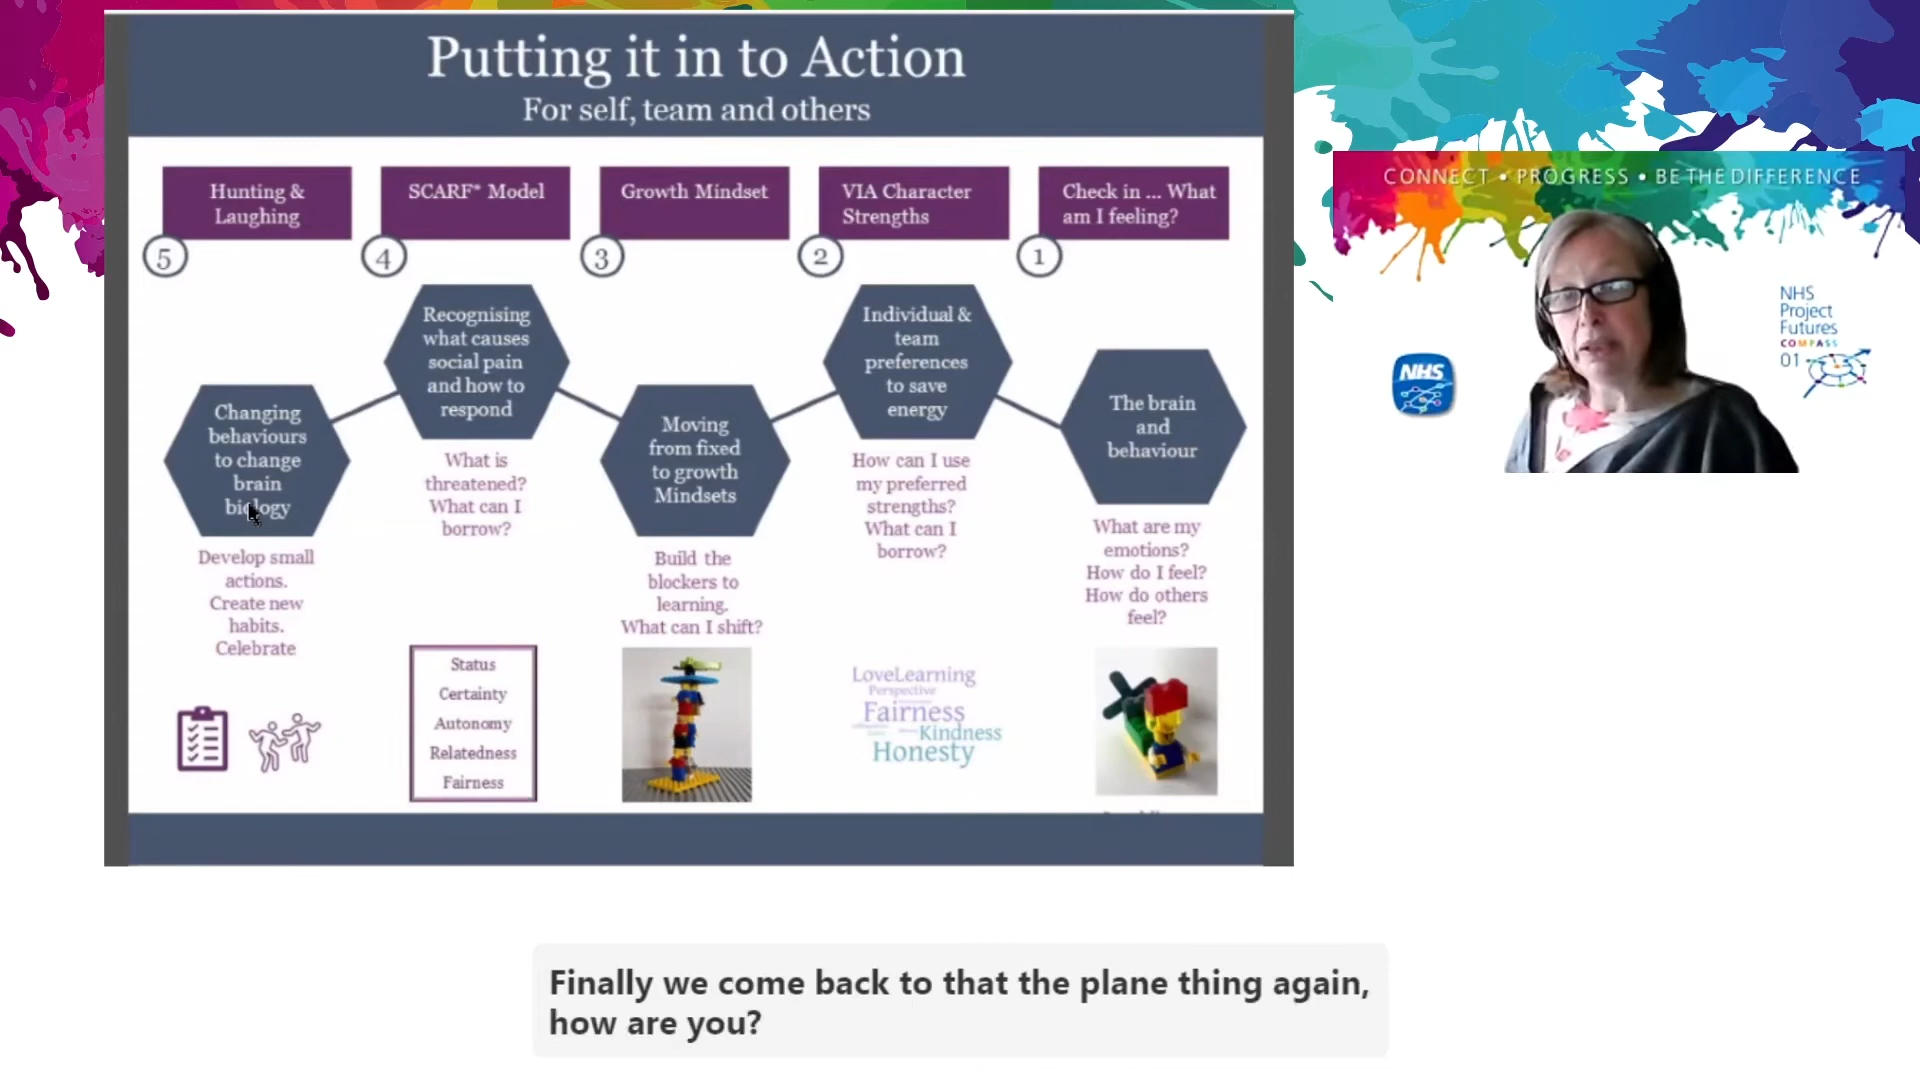 Putting it in to Action
For self, team and others
Hunting &
Laughing
5
SCARF* Model
4
Growth Mindset
3
VIA Character
Strengths
2
Check in ... What
am I feeling?
1
Changing
behaviours
to change
brain
biology
Develop small
actions.
Create new
habits.
Celebrate
Recognising
what causes
social pain
and how to
respond
What is
threatened?
What can I
borrow?
Status
Certainty
Autonomy
Relatedness
Fairness
Moving
from fixed
to growth
Mindsets
Build the
blockers to
learning.
What can I shift?
Individual &
team
preferences
to save
energy
How can I use
my preferred
strengths?
What can I
borrow?
LoveLearning
Perspective
Fairness
Kindness
Honesty
The brain
and
behaviour
What are my
emotions?
How do I feel?
How do others
feel?
CONNECT • PROGRESS • BE THE DIFFERENCE
NHS
NHS
Project
Futures
COMPASS
01
Finally we come back to that the plane thing again,
how are you?